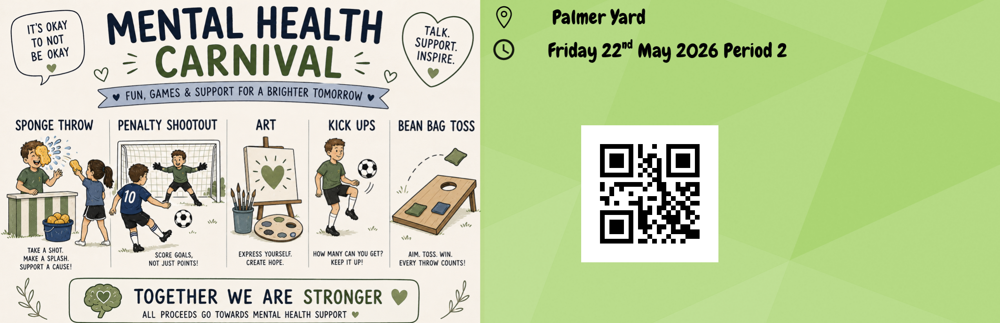 IT'S OKAY
TO NOT
BE OKAY
MENTAL HEALTH
CARNIVAL
TALK.
SUPPORT.
INSPIRE.
FUN, GAMES & SUPPORT FOR A BRIGHTER TOMORROW
SPONGE THROW
TAKE A SHOT.
MAKE A SPLASH.
SUPPORT A CAUSE!
PENALTY SHOOTOUT
10
SCORE GOALS,
NOT JUST POINTS!
ART
EXPRESS YOURSELF.
CREATE HOPE.
KICK UPS
HOW MANY CAN YOU GET?
KEEP IT UP!
BEAN BAG TOSS
AIM. TOSS. WIN.
EVERY THROW COUNTS!
TOGETHER WE ARE STRONGER
ALL PROCEEDS GO TOWARDS MENTAL HEALTH SUPPORT
Palmer Yard
Friday 22nd May 2026 Period 2